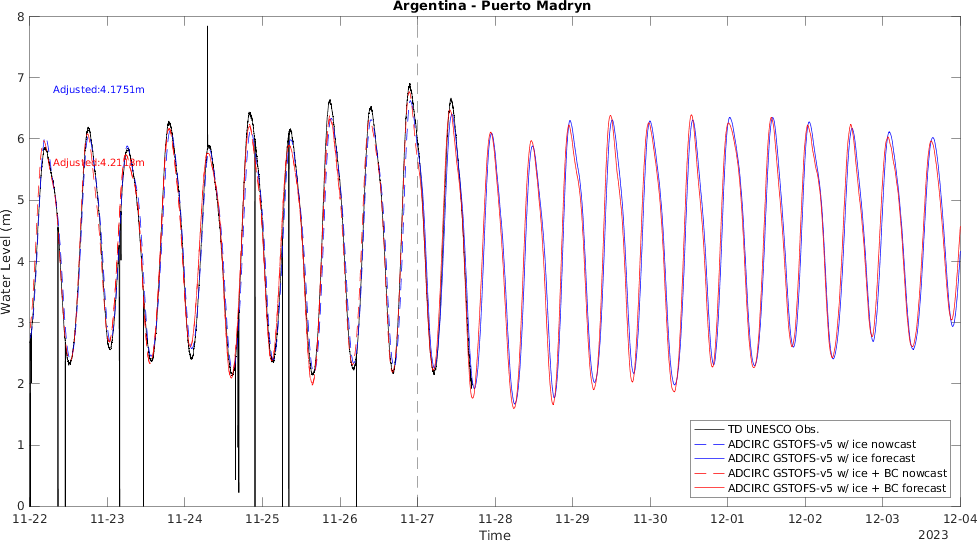 Argentina - Puerto Madryn
8
7
6
5
4
3
2
1
0
Water Level (m)
Adjusted:4.1751m
TD UNESCO Obs.
ADCIRC GSTOFS-v5 w/ ice nowcast
ADCIRC GSTOFS-v5 w/ ice forecast
ADCIRC GSTOFS-v5 w/ ice + BC nowcast
ADCIRC GSTOFS-v5 w/ ice + BC forecast
11-22 11-23 11-24 11-25 11-26 11-27 11-28 11-29 11-30 12-01 12-02 12-03 12-04
Time
2023